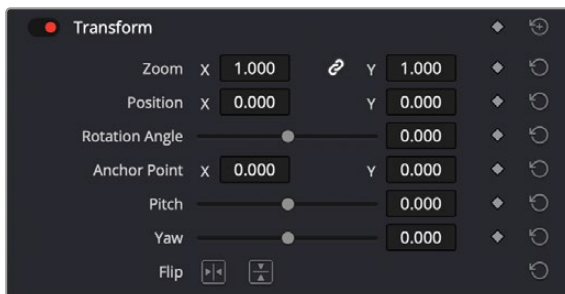 Transform
Zoom X 1.000 Y 1.000
Position X 0.000 Y 0.000
Rotation Angle 0.000
Anchor Point X 0.000 Y 0.000
Pitch 0.000
Yaw 0.000
Flip